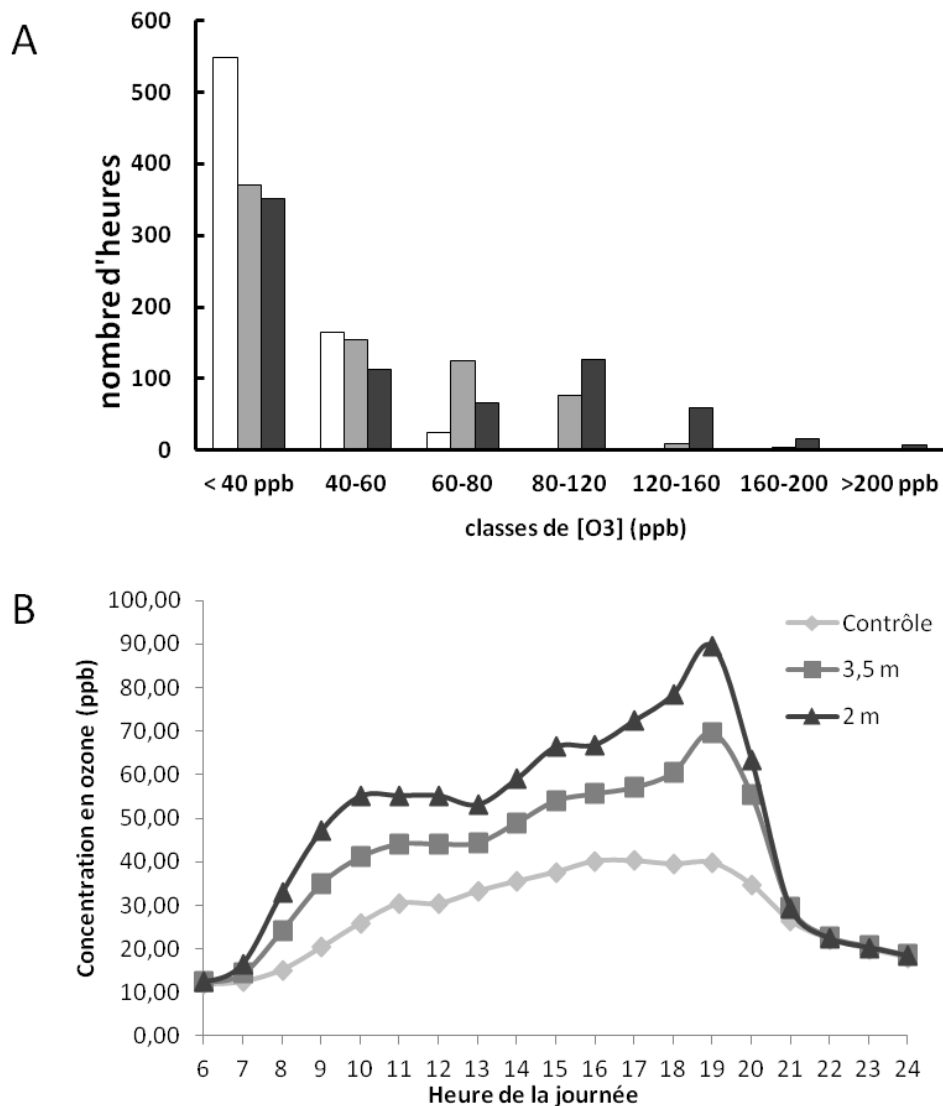 A
600
500
400
300
200
100
0
nombre d'heures
< 40 ppb 40-60 60-80 80-120 120-160 160-200 >200 ppb
classes de [O3] (ppb)
B
100,00
90,00
80,00
70,00
60,00
50,00
40,00
30,00
20,00
10,00
0,00
Concentration en ozone (ppb)
Contrôle
3,5 m
2 m
6 7 8 9 10 11 12 13 14 15 16 17 18 19 20 21 22 23 24
Heure de la journée